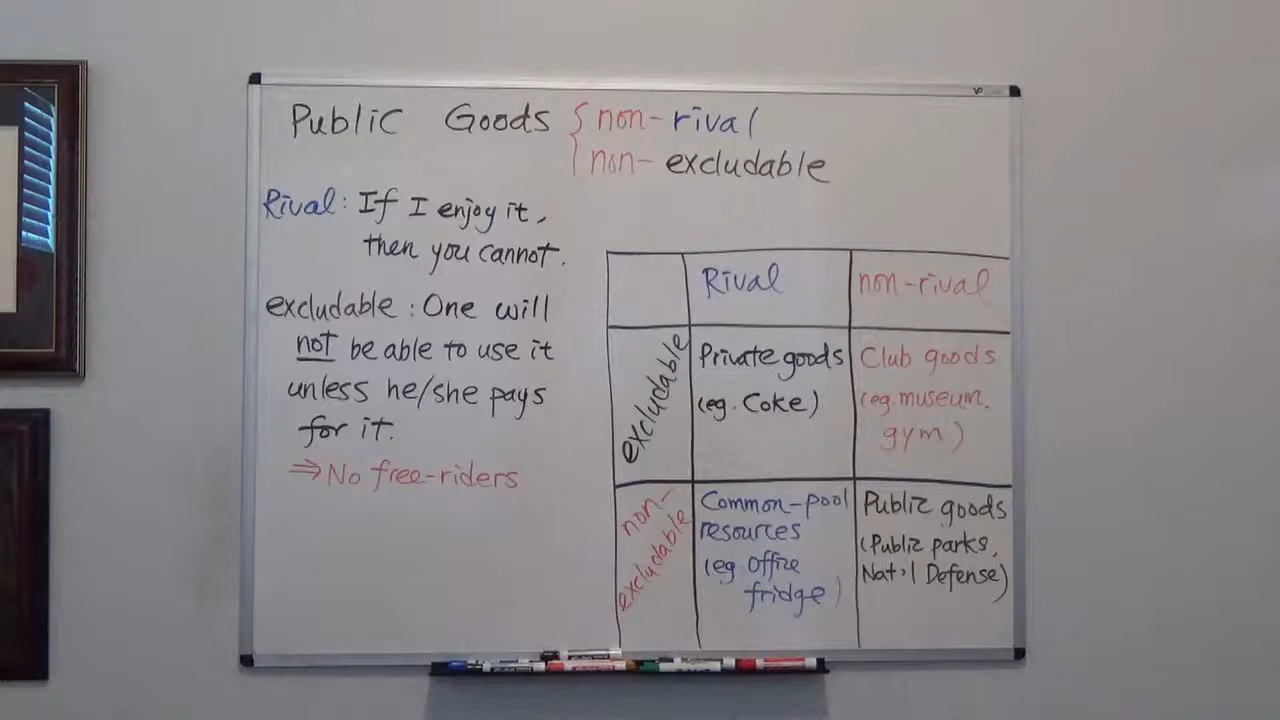 Public Goods { non-rival
non-excludable
Rival: If I enjoy it,
then you cannot.
excludable: One will
not be able to use it
unless he/she pays
for it.
⇒ No free-riders
Rival non-rival
excludable
Private goods
(eg. Coke)
Club goods
(eg. museum.
gym)
non-
excludable
Common-pool
resources
(eg. Office
fridge)
Public goods
(Public parks,
Nat'l Defense)